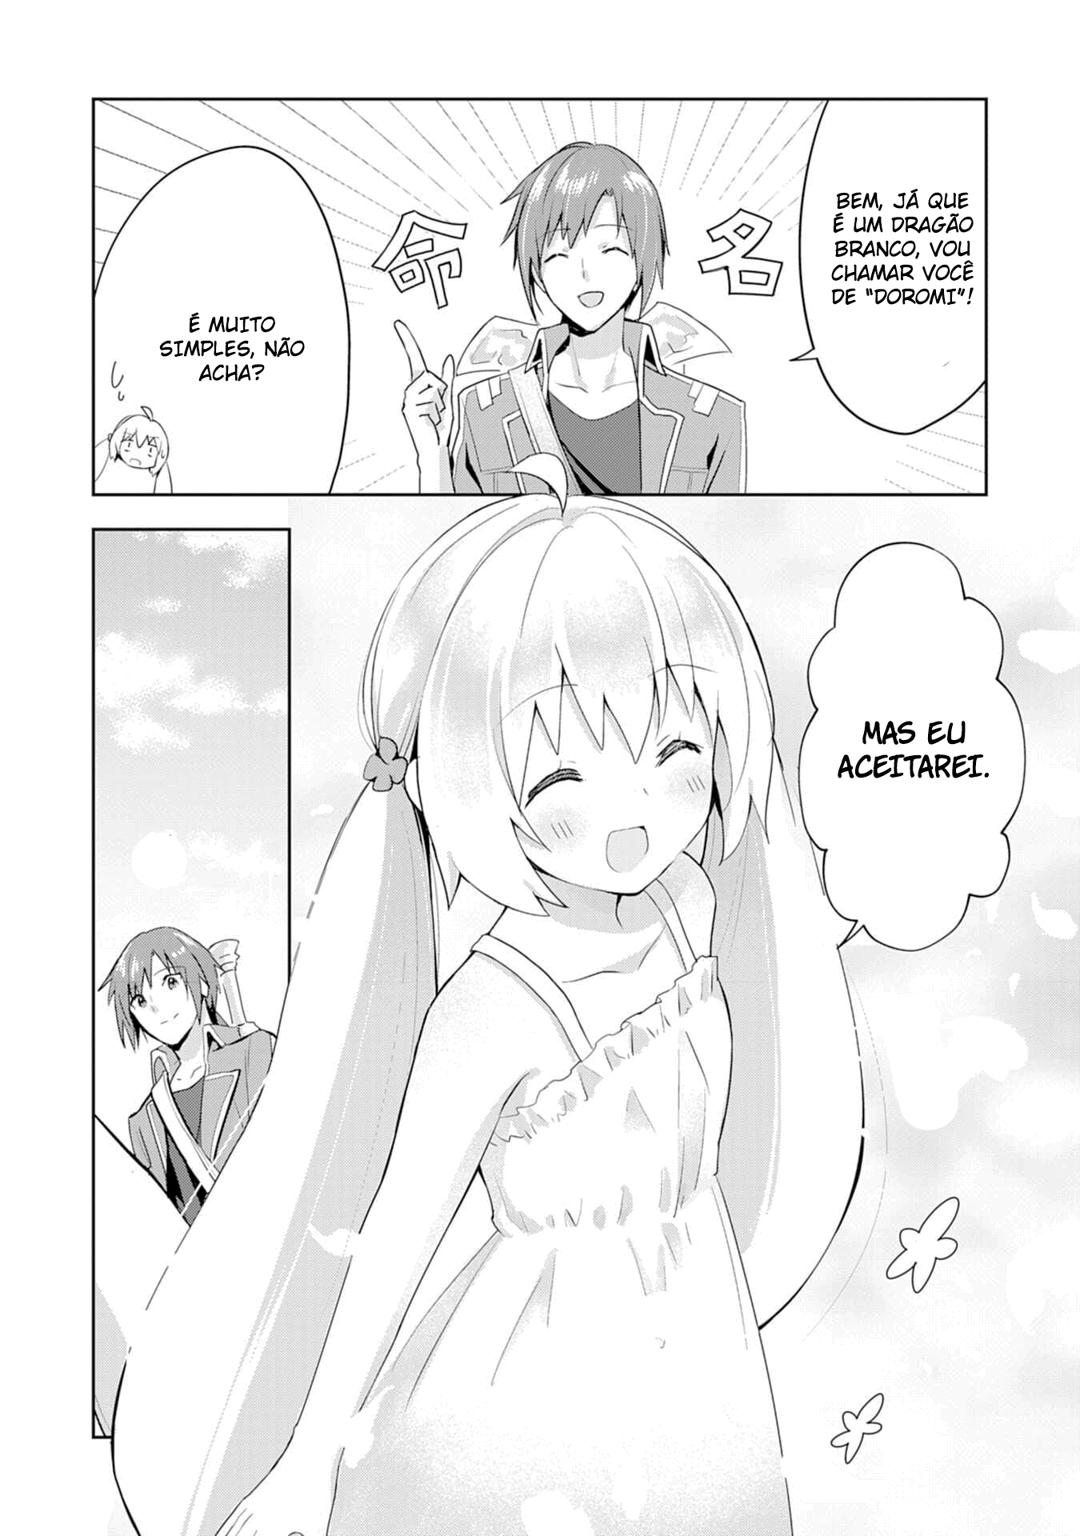 BEM, JÁ QUE
É UM DRAGÃO
BRANCO, VOU
CHAMAR VOCÊ
DE "DOROMI"!
命名
É MUITO
SIMPLES, NÃO
ACHA?
MAS EU
ACEITAREI.